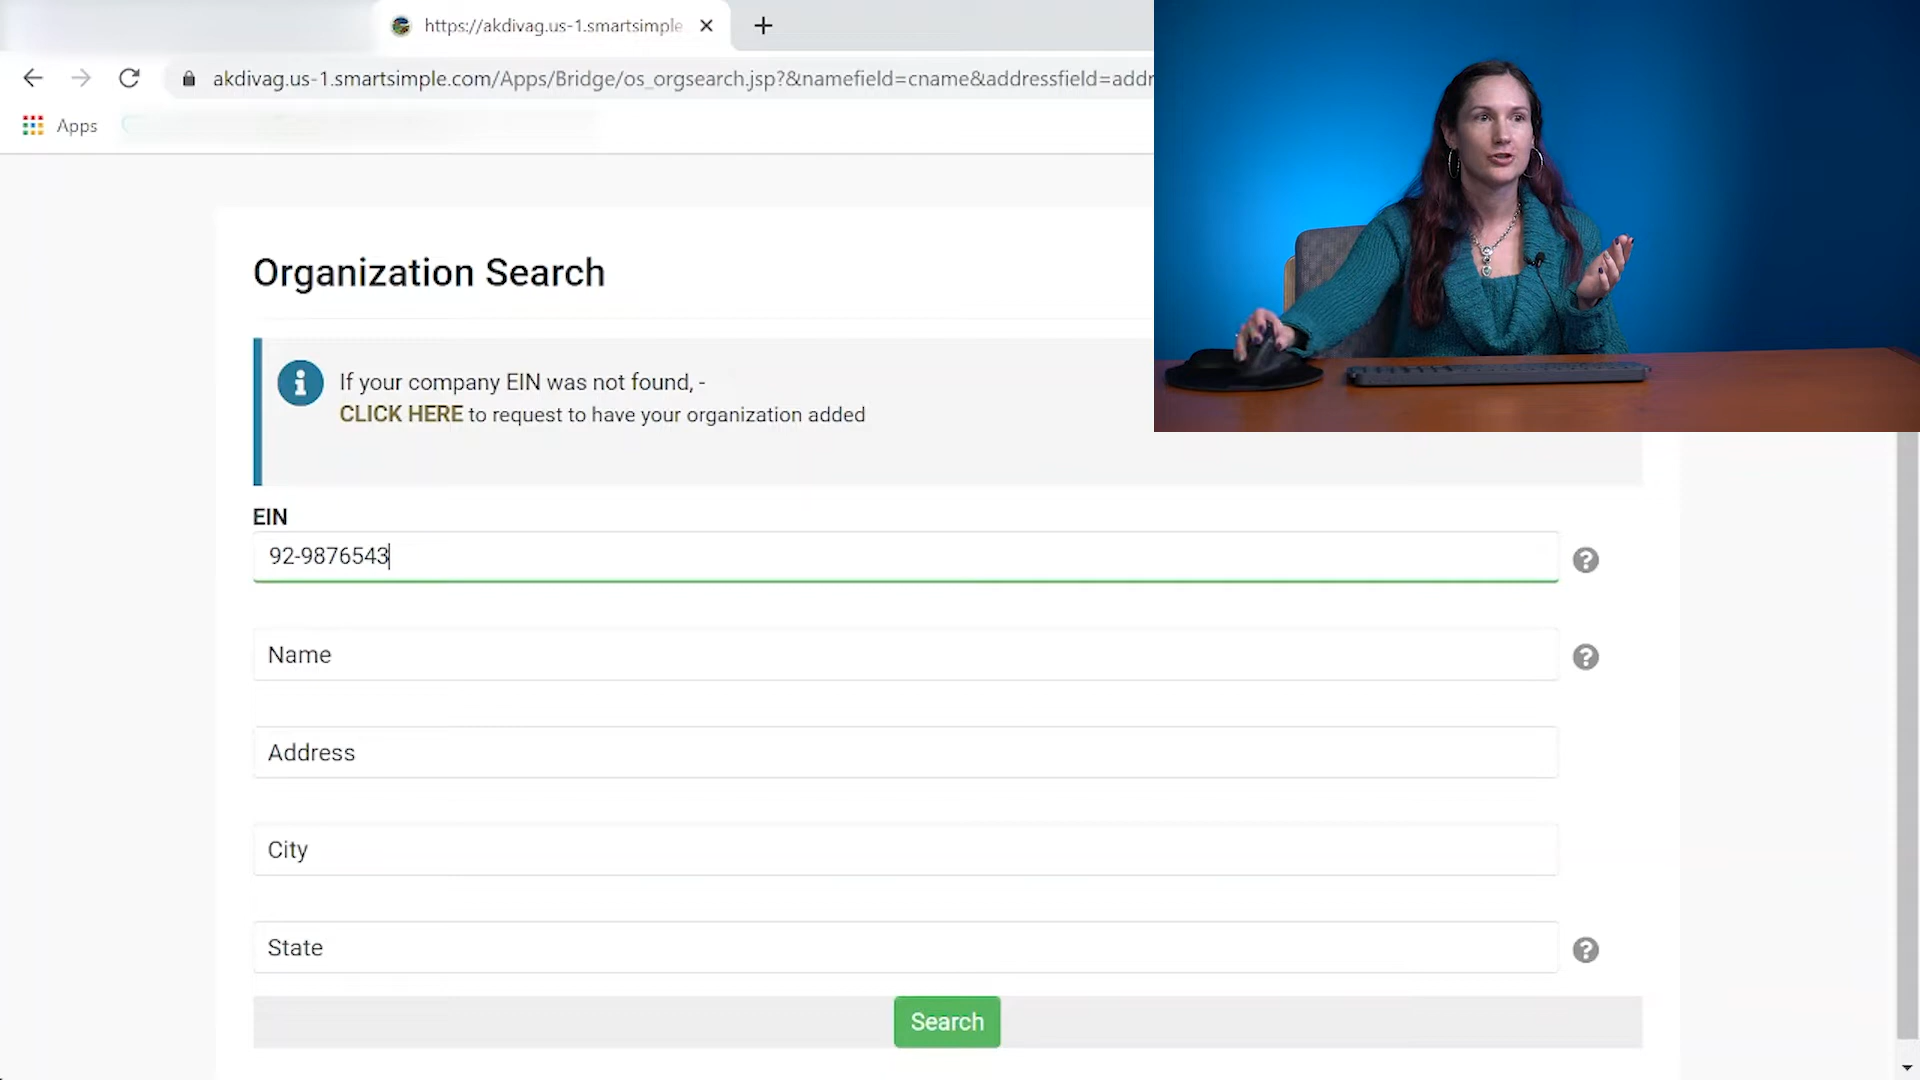 https://akdivag.us-1.smartsimple
akdivag.us-1.smartsimple.com/Apps/Bridge/os_orgsearch.jsp?&namefield=cname&addressfield=addr
Apps
Organization Search
If your company EIN was not found, -
CLICK HERE to request to have your organization added
EIN
92-9876543
Name
Address
City
State
Search